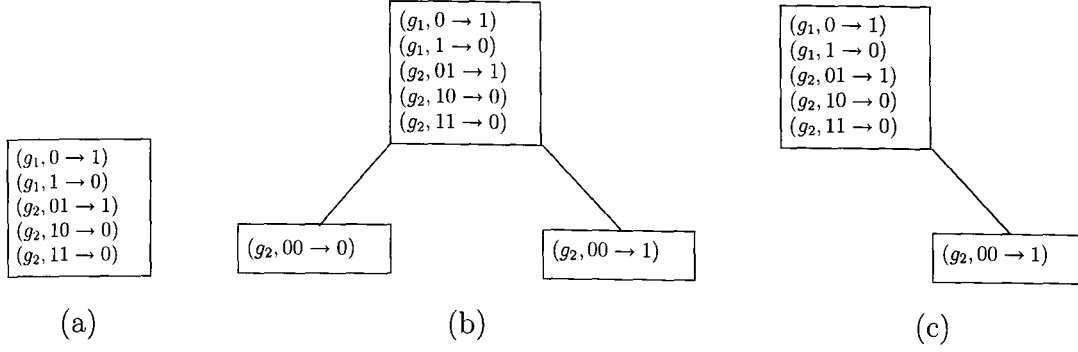 (g₁, 0 → 1)
(g₁, 1 → 0)
(g₂, 01 → 1)
(g₂, 10 → 0)
(g₂, 11 → 0)
(a)
(g₁, 0 → 1)
(g₁, 1 → 0)
(g₂, 01 → 1)
(g₂, 10 → 0)
(g₂, 11 → 0)
(g₂, 00 → 0)
(g₂, 00 → 1)
(b)
(g₁, 0 → 1)
(g₁, 1 → 0)
(g₂, 01 → 1)
(g₂, 10 → 0)
(g₂, 11 → 0)
(g₂, 00 → 1)
(c)